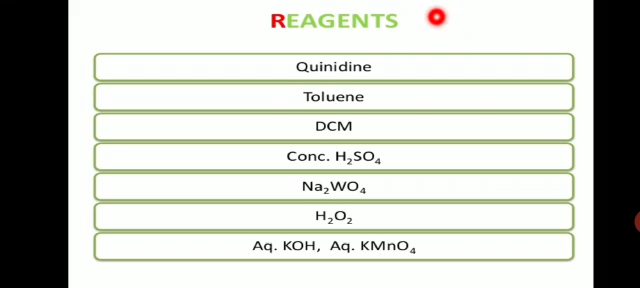 REAGENTS
Quinidine
Toluene
DCM
Conc. H₂SO₄
Na₂WO₄
H₂O₂
Aq. KOH, Aq. KMnO₄